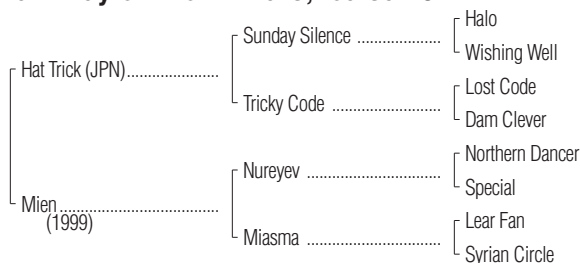 Halo
Sunday Silence ............................
Wishing Well
Hat Trick (JPN)........................
Lost Code
Tricky Code ............................
Dam Clever
Northern Dancer
Nureyev ..................................
Special
Mien..........................................
(1999)
Lear Fan
Miasma ..................................
Syrian Circle